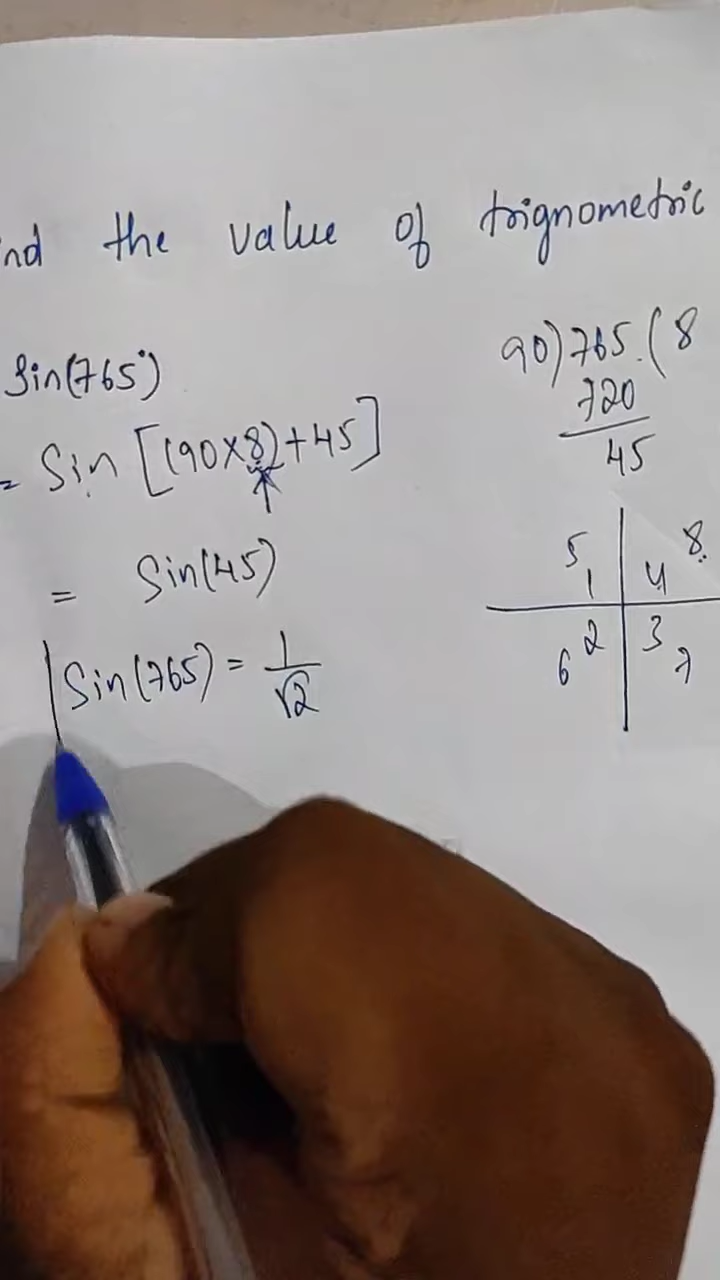 nd the value of trignometric
Sin(765°)
= Sin [(90×8)+45]
= Sin(45)
Sin(765) = 1/√2
90)765.(8
720
45
5 1 4 8
6 2 3 7